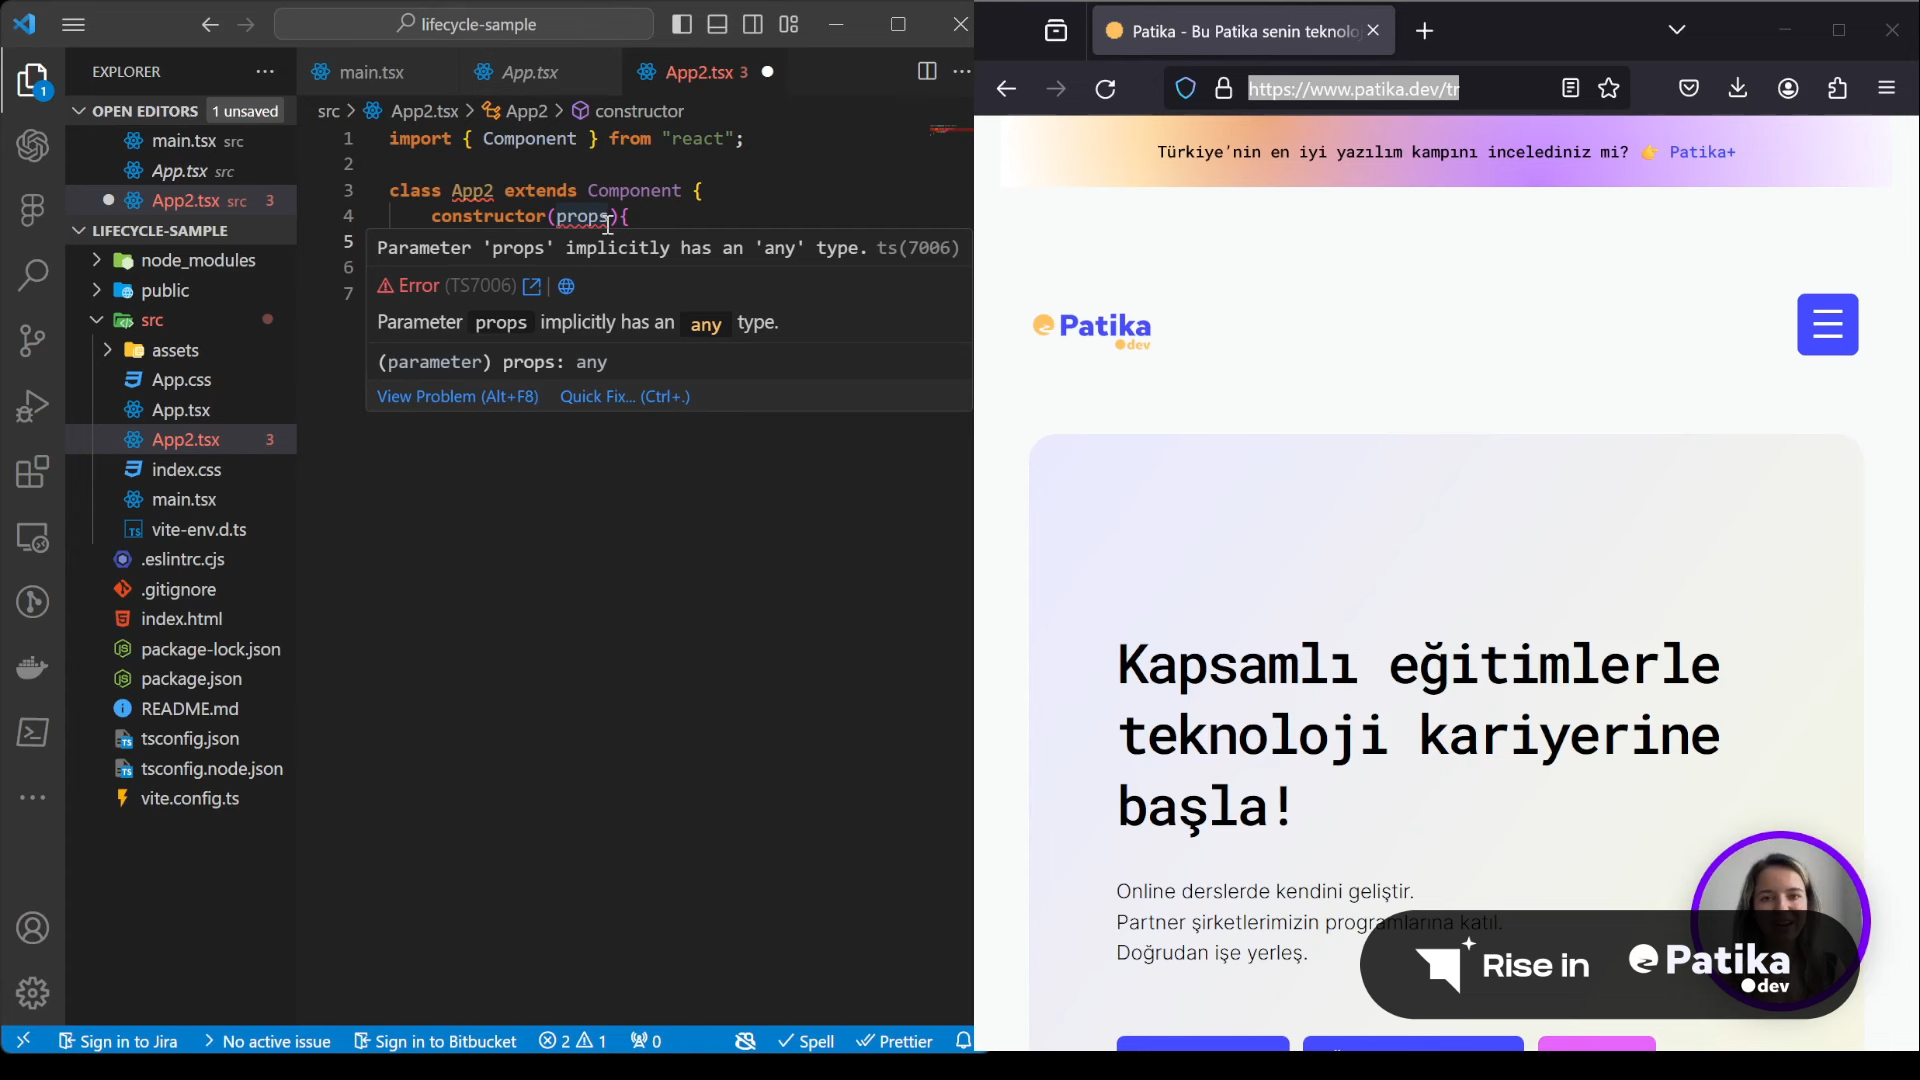 lifecycle-sample
EXPLORER
OPEN EDITORS
1 unsaved
main.tsx src
App.tsx src
App2.tsx src 3
LIFECYCLE-SAMPLE
node_modules
public
src
assets
App.css
App.tsx
App2.tsx 3
index.css
main.tsx
vite-env.d.ts
.eslintrc.cjs
.gitignore
index.html
package-lock.json
package.json
README.md
tsconfig.json
tsconfig.node.json
vite.config.ts
1
main.tsx
App.tsx
App2.tsx 3
src > App2.tsx > App2 > constructor
1 import { Component } from "react";
2
3 class App2 extends Component {
4 constructor(props){
5
6
7
Parameter 'props' implicitly has an 'any' type. ts(7006)
Error (TS7006) |
Parameter props implicitly has an any type.
(parameter) props: any
View Problem (Alt+F8) Quick Fix... (Ctrl+.)
Sign in to Jira
No active issue
Sign in to Bitbucket
2 1
0
Spell
Prettier
Patika - Bu Patika senin teknolo
https://www.patika.dev/tr
Türkiye'nin en iyi yazılım kampını incelediniz mi? 👉 Patika+
Patika
dev
Kapsamlı eğitimlerle
teknoloji kariyerine
başla!
Online derslerde kendini geliştir.
Partner şirketlerimizin programlarına katıl.
Doğrudan işe yerleş.
Rise in
Patika
dev